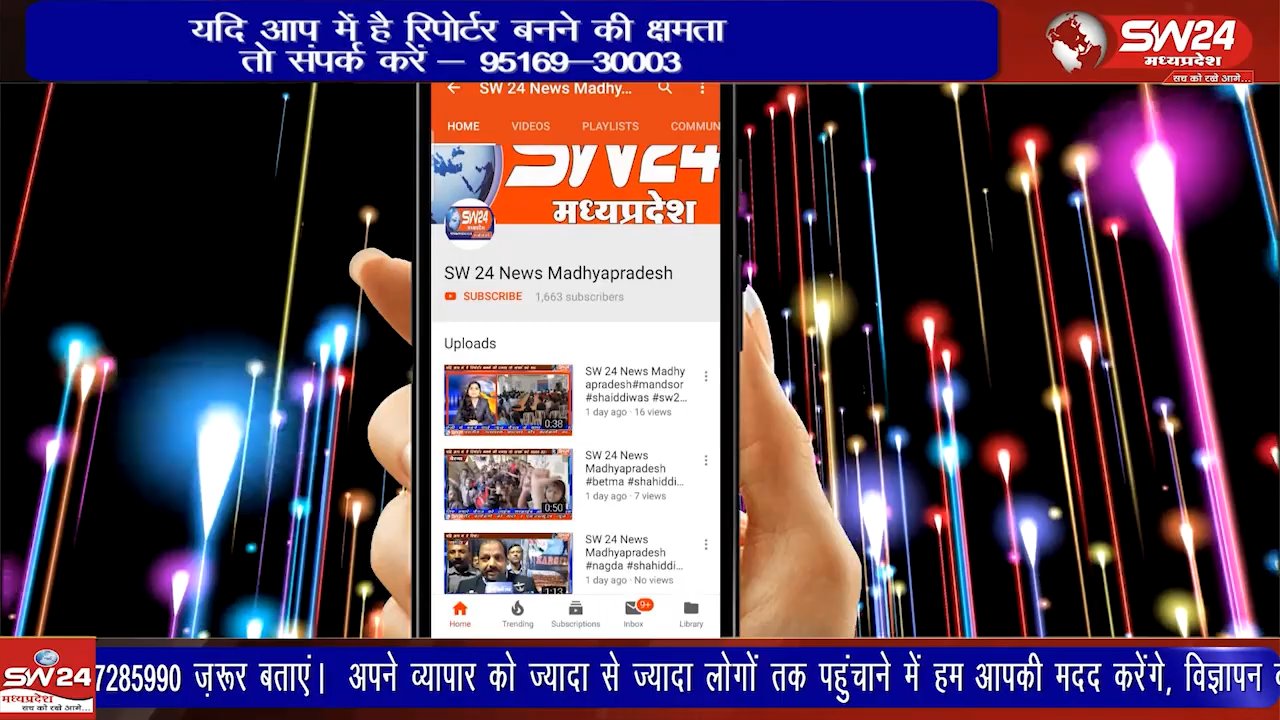 यदि आप में है रिपोर्टर बनने की क्षमता
तो संपर्क करें – 95169–30003
SW24
मध्यप्रदेश
सच को रखे आगे...
SW 24 News Madhy...
HOME VIDEOS PLAYLISTS COMMUN
SW24
मध्यप्रदेश
SW24
SW 24 News Madhyapradesh
SUBSCRIBE 1,663 subscribers
Uploads
SW 24 News Madhy
apradesh#mandsor
#shaiddiwas #sw2...
1 day ago · 16 views
0:38
SW 24 News
Madhyapradesh
#betma #shahiddi...
1 day ago · 7 views
0:50
SW 24 News
Madhyapradesh
#nagda #shahiddi...
1 day ago · No views
1:13
Home Trending Subscriptions Inbox 9+ Library
SW24
मध्यप्रदेश
सच को रखे आगे...
7285990 ज़रूर बताएं। अपने व्यापार को ज्यादा से ज्यादा लोगों तक पहुंचाने में हम आपकी मदद करेंगे, विज्ञापन